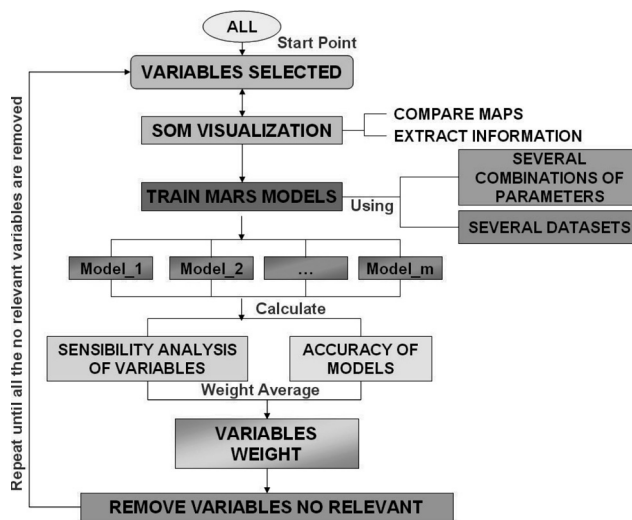 ALL
Start Point
VARIABLES SELECTED
SOM VISUALIZATION
COMPARE MAPS
EXTRACT INFORMATION
TRAIN MARS MODELS
Using
SEVERAL
COMBINATIONS OF
PARAMETERS
SEVERAL DATASETS
Model_1
Model_2
...
Model_m
Calculate
SENSIBILITY ANALYSIS
OF VARIABLES
ACCURACY OF
MODELS
Weight Average
VARIABLES
WEIGHT
REMOVE VARIABLES NO RELEVANT
Repeat until all the no relevant variables are removed